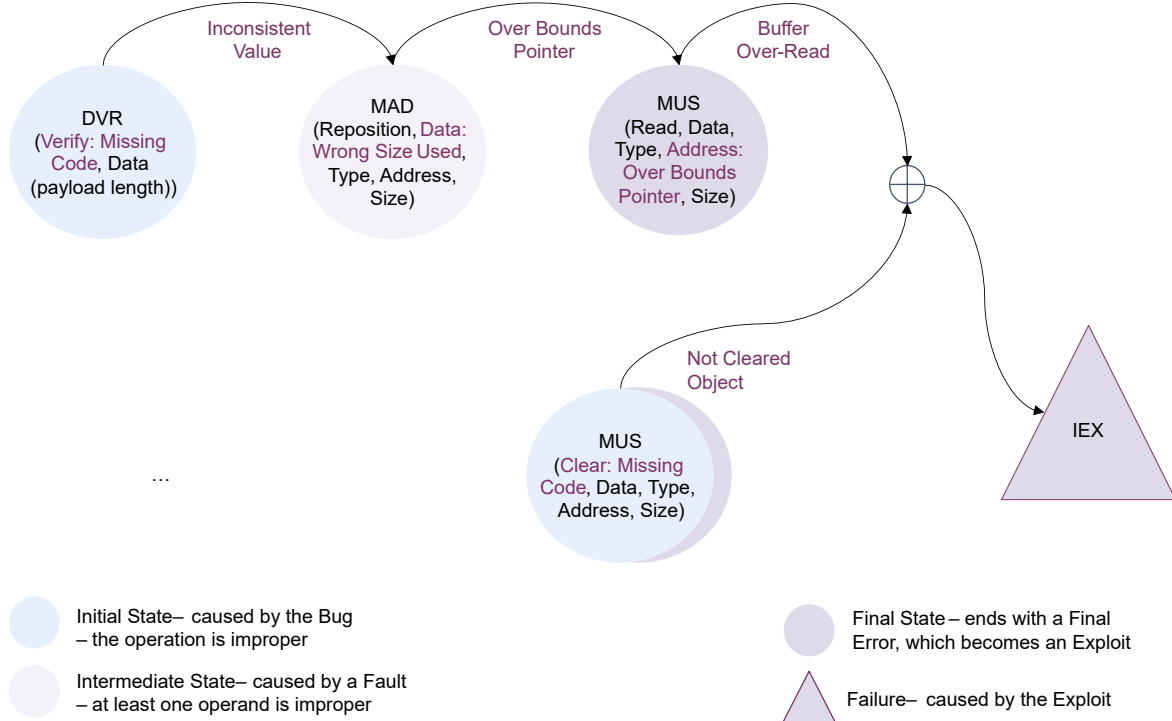 Inconsistent
Value
Over Bounds
Pointer
Buffer
Over-Read
DVR
(Verify: Missing
Code, Data
(payload length))
MAD
(Reposition, Data:
Wrong Size Used,
Type, Address,
Size)
MUS
(Read, Data,
Type, Address:
Over Bounds
Pointer, Size)
Not Cleared
Object
IEX
MUS
(Clear: Missing
Code, Data, Type,
Address, Size)
...
Initial State– caused by the Bug
– the operation is improper
Intermediate State– caused by a Fault
– at least one operand is improper
Final State – ends with a Final
Error, which becomes an Exploit
Failure– caused by the Exploit